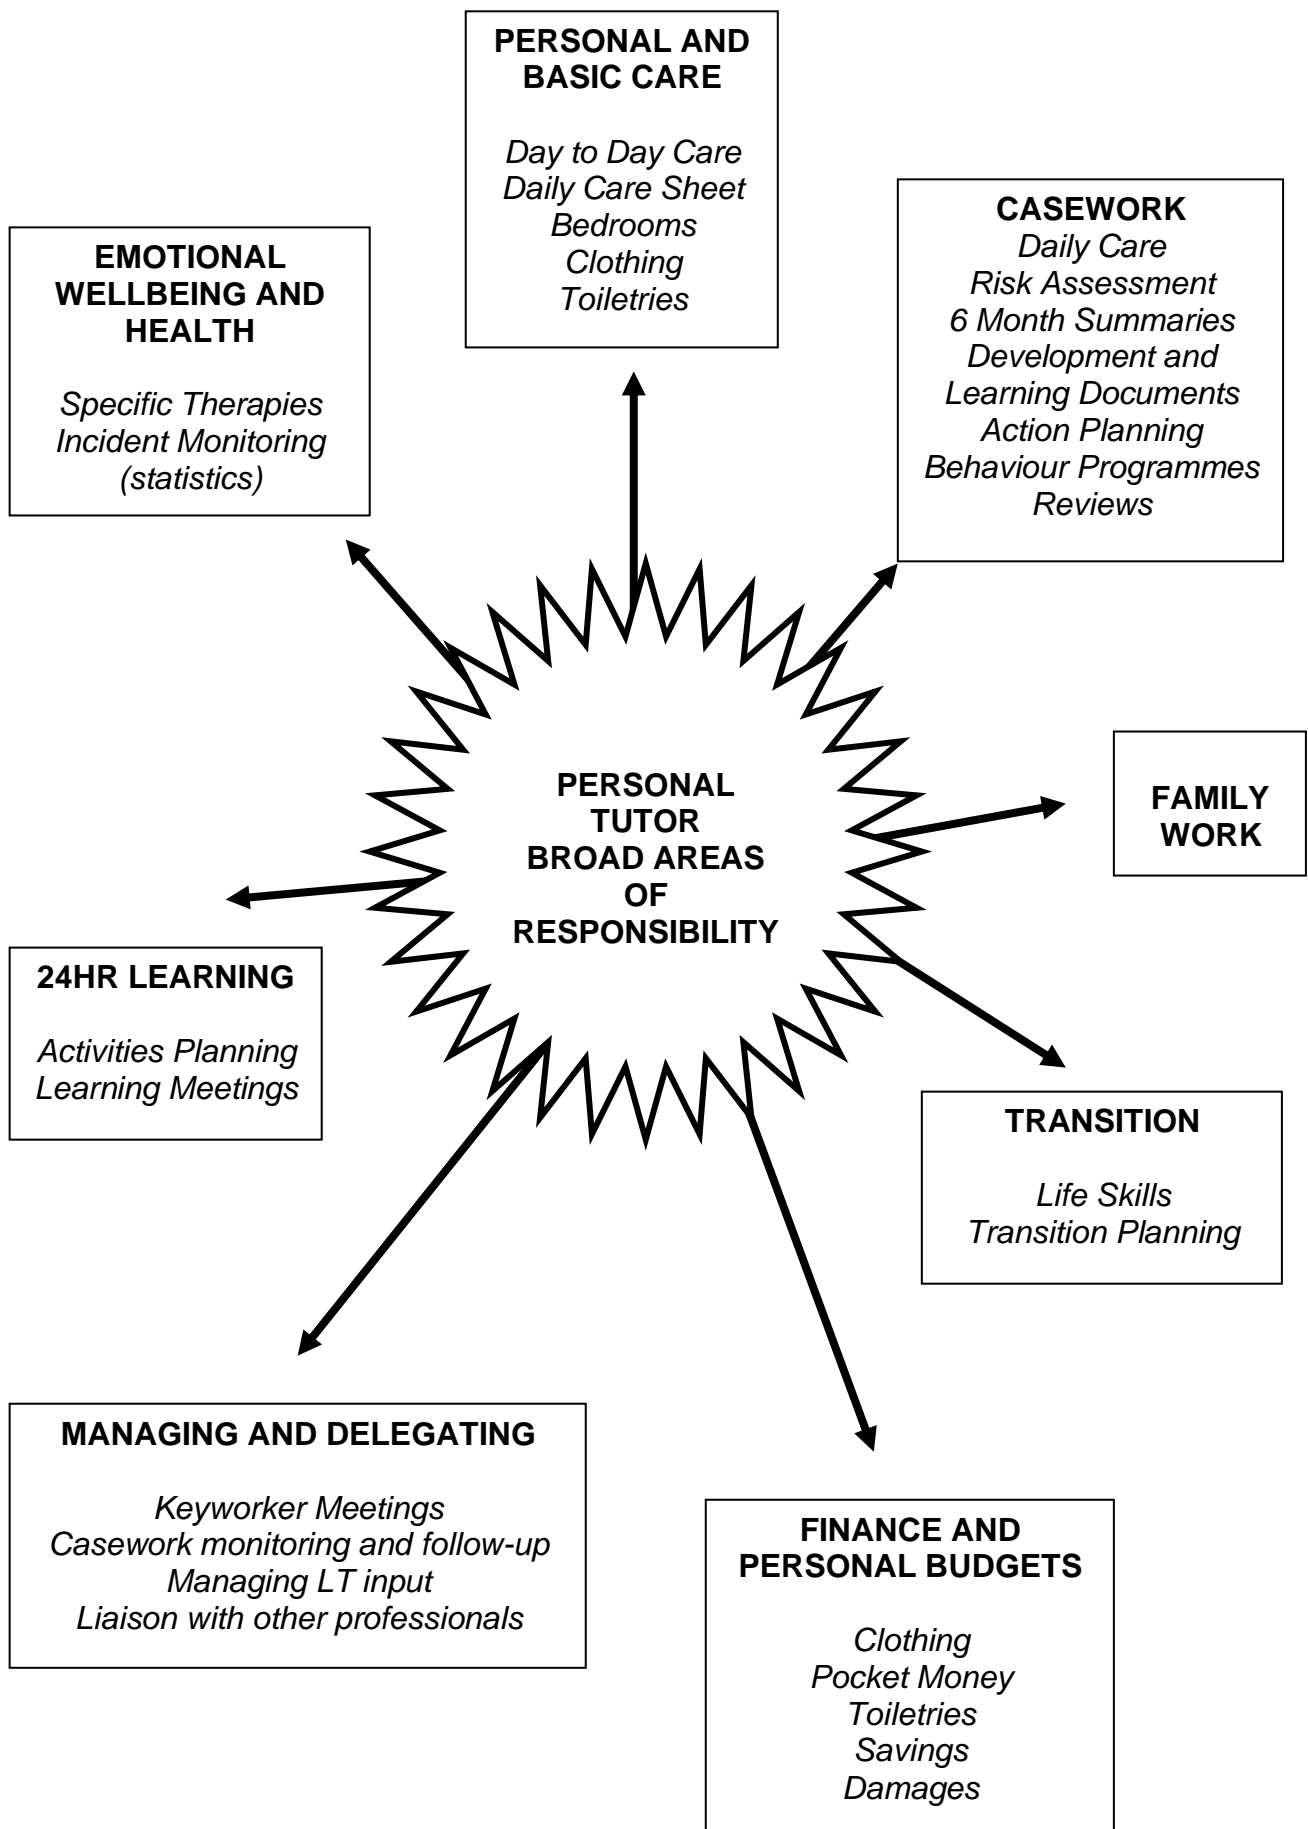 PERSONAL AND
BASIC CARE
Day to Day Care
Daily Care Sheet
Bedrooms
Clothing
Toiletries
CASEWORK
Daily Care
Risk Assessment
6 Month Summaries
Development and
Learning Documents
Action Planning
Behaviour Programmes
Reviews
EMOTIONAL
WELLBEING AND
HEALTH
Specific Therapies
Incident Monitoring
(statistics)
PERSONAL
TUTOR
BROAD AREAS
OF
RESPONSIBILITY
FAMILY
WORK
24HR LEARNING
Activities Planning
Learning Meetings
TRANSITION
Life Skills
Transition Planning
MANAGING AND DELEGATING
Keyworker Meetings
Casework monitoring and follow-up
Managing LT input
Liaison with other professionals
FINANCE AND
PERSONAL BUDGETS
Clothing
Pocket Money
Toiletries
Savings
Damages